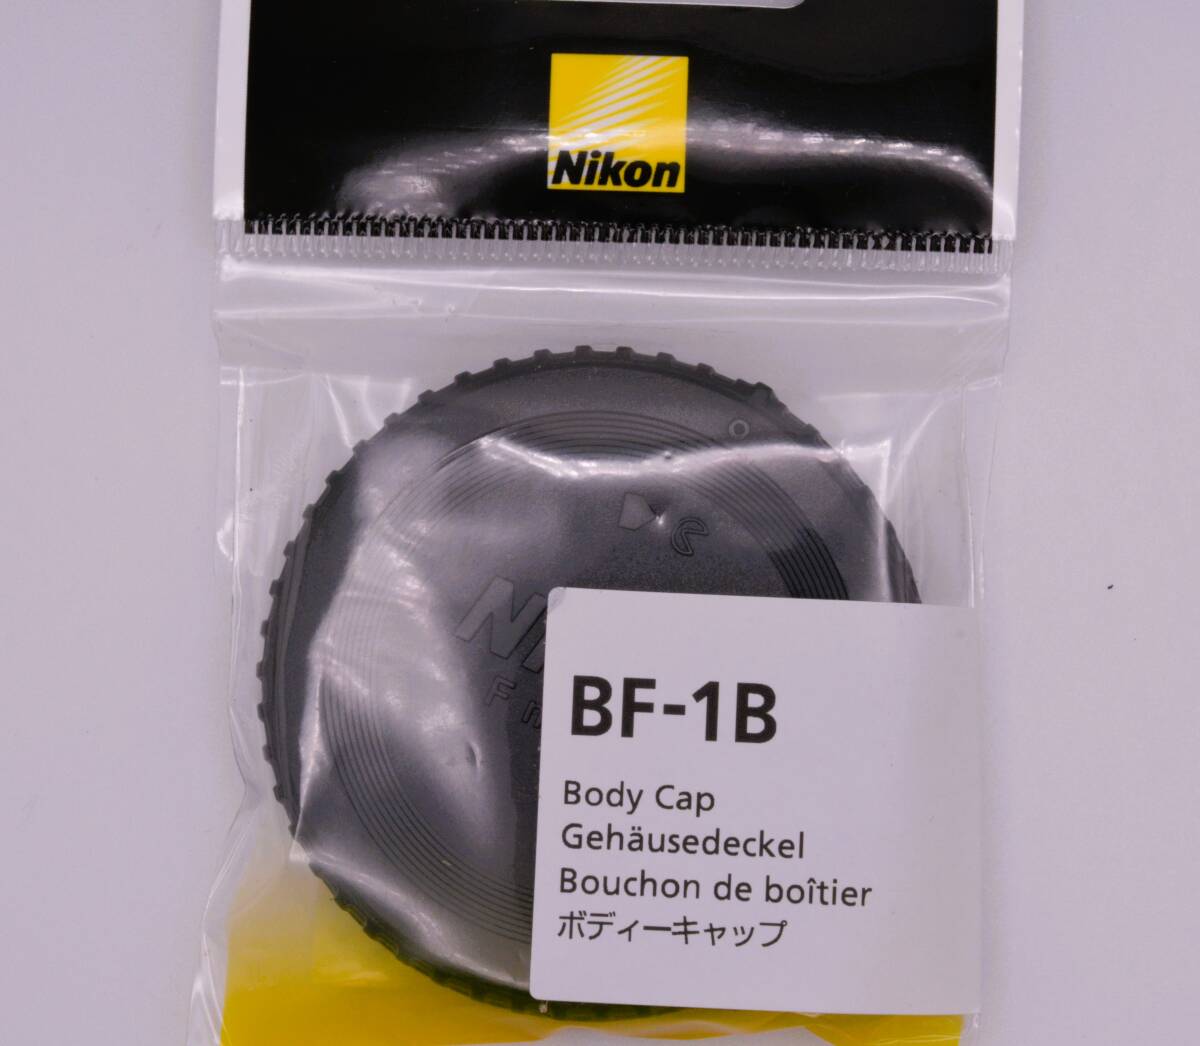 Nikon
BF-1B
Body Cap
Gehäusedeckel
Bouchon de boîtier
ボディーキャップ